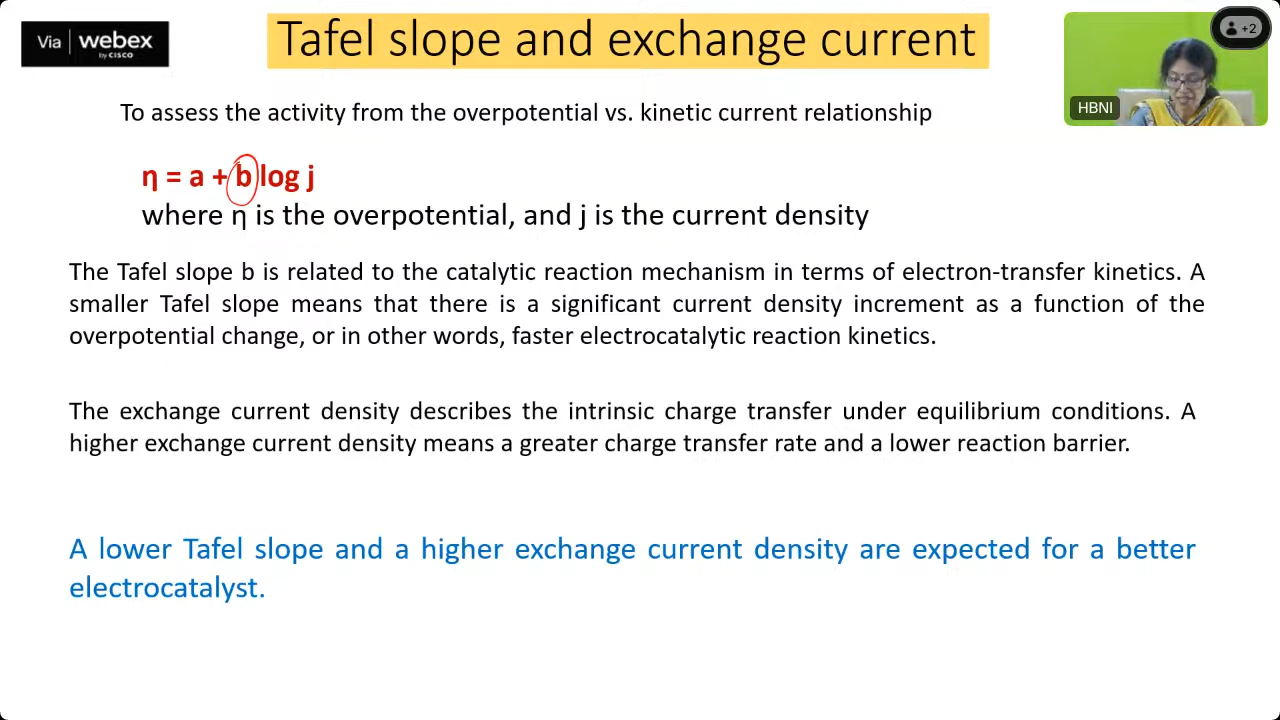 Via webex
by CISCO
Tafel slope and exchange current
+2
HBNI
To assess the activity from the overpotential vs. kinetic current relationship
η = a + b log j
where η is the overpotential, and j is the current density
The Tafel slope b is related to the catalytic reaction mechanism in terms of electron-transfer kinetics. A
smaller Tafel slope means that there is a significant current density increment as a function of the
overpotential change, or in other words, faster electrocatalytic reaction kinetics.
The exchange current density describes the intrinsic charge transfer under equilibrium conditions. A
higher exchange current density means a greater charge transfer rate and a lower reaction barrier.
A lower Tafel slope and a higher exchange current density are expected for a better
electrocatalyst.